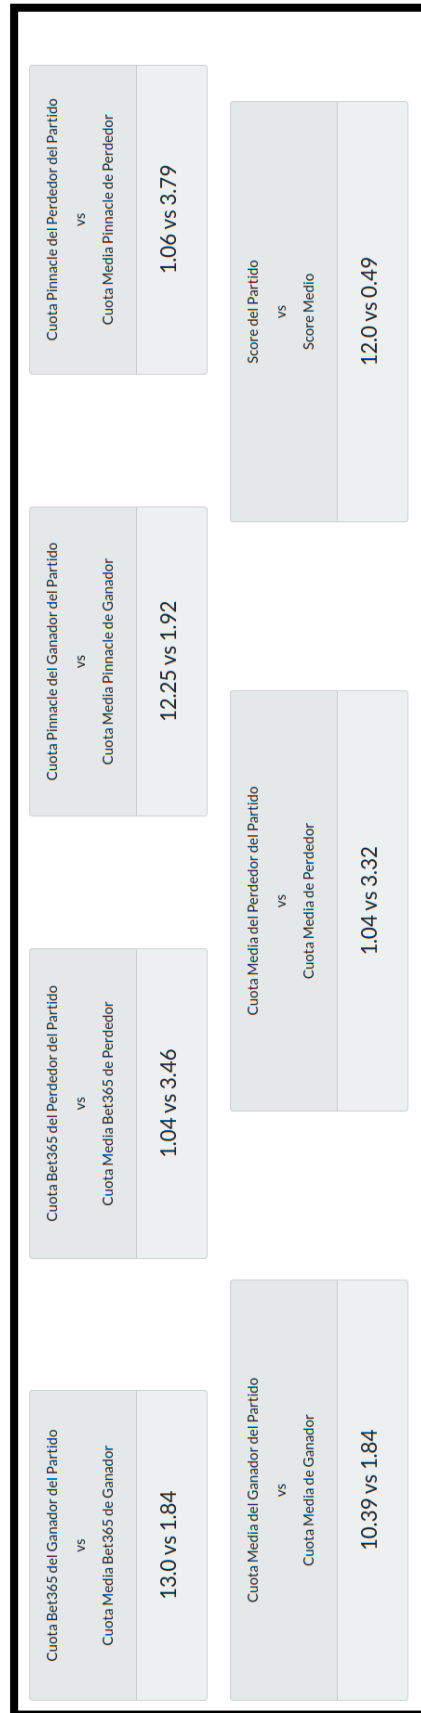 Cuota Bet365 del Ganador del Partido
vs
Cuota Media Bet365 de Ganador
13.0 vs 1.84
Cuota Bet365 del Perdedor del Partido
vs
Cuota Media Bet365 de Perdedor
1.04 vs 3.46
Cuota Pinnacle del Ganador del Partido
vs
Cuota Media Pinnacle de Ganador
12.25 vs 1.92
Cuota Pinnacle del Perdedor del Partido
vs
Cuota Media Pinnacle de Perdedor
1.06 vs 3.79
Cuota Media del Ganador del Partido
vs
Cuota Media de Ganador
10.39 vs 1.84
Cuota Media del Perdedor del Partido
vs
Cuota Media de Perdedor
1.04 vs 3.32
Score del Partido
vs
Score Medio
12.0 vs 0.49